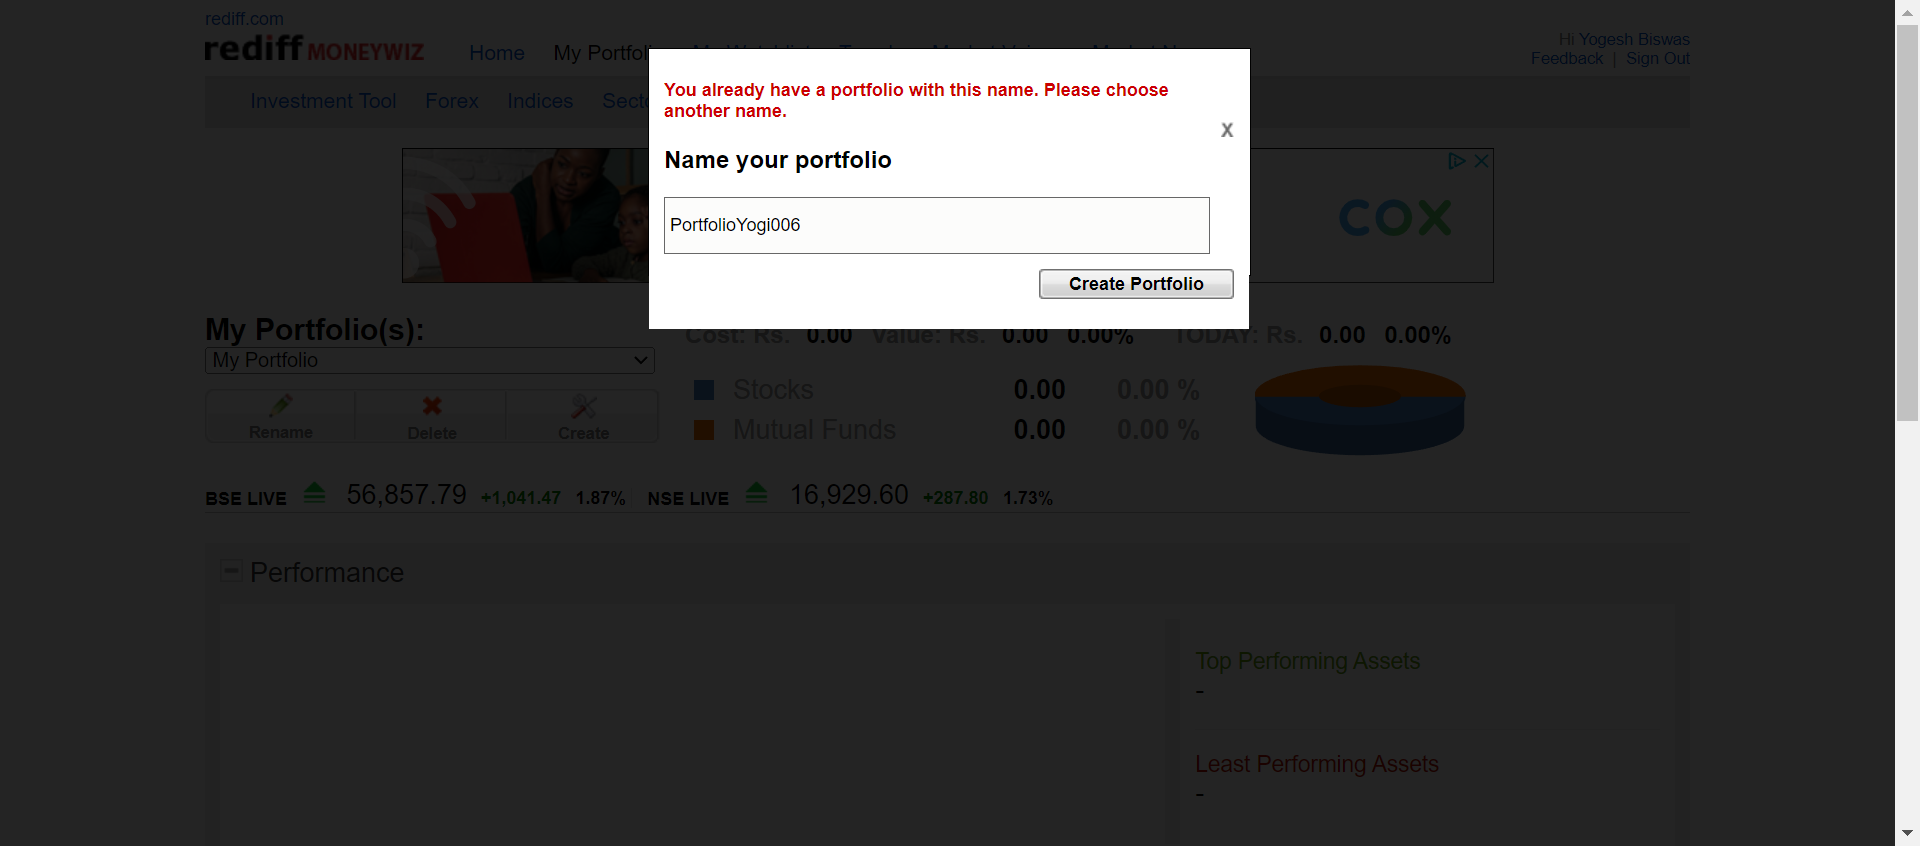 rediff.com
rediff MONEYWIZ
Home
My Portfoli
Hi Yogesh Biswas
Feedback | Sign Out
Investment Tool
Forex
Indices
You already have a portfolio with this name. Please choose
another name.
X
Name your portfolio
PortfolioYogi006
Create Portfolio
COX
My Portfolio(s):
My Portfolio
Rename
Delete
Create
Cost: Rs. 0.00 Value: Rs. 0.00 0.00% TODAY: Rs. 0.00 0.00%
Stocks 0.00 0.00 %
Mutual Funds 0.00 0.00 %
BSE LIVE 56,857.79 +1,041.47 1.87% NSE LIVE 16,929.60 +287.80 1.73%
Performance
Top Performing Assets
-
Least Performing Assets
-